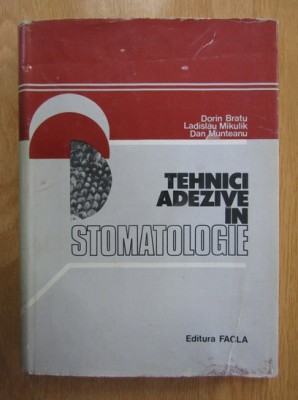 Dorin Bratu
Ladislau Mikulik
Dan Munteanu
TEHNICI
ADEZIVE
IN
STOMATOLOGIE
Editura FACLA